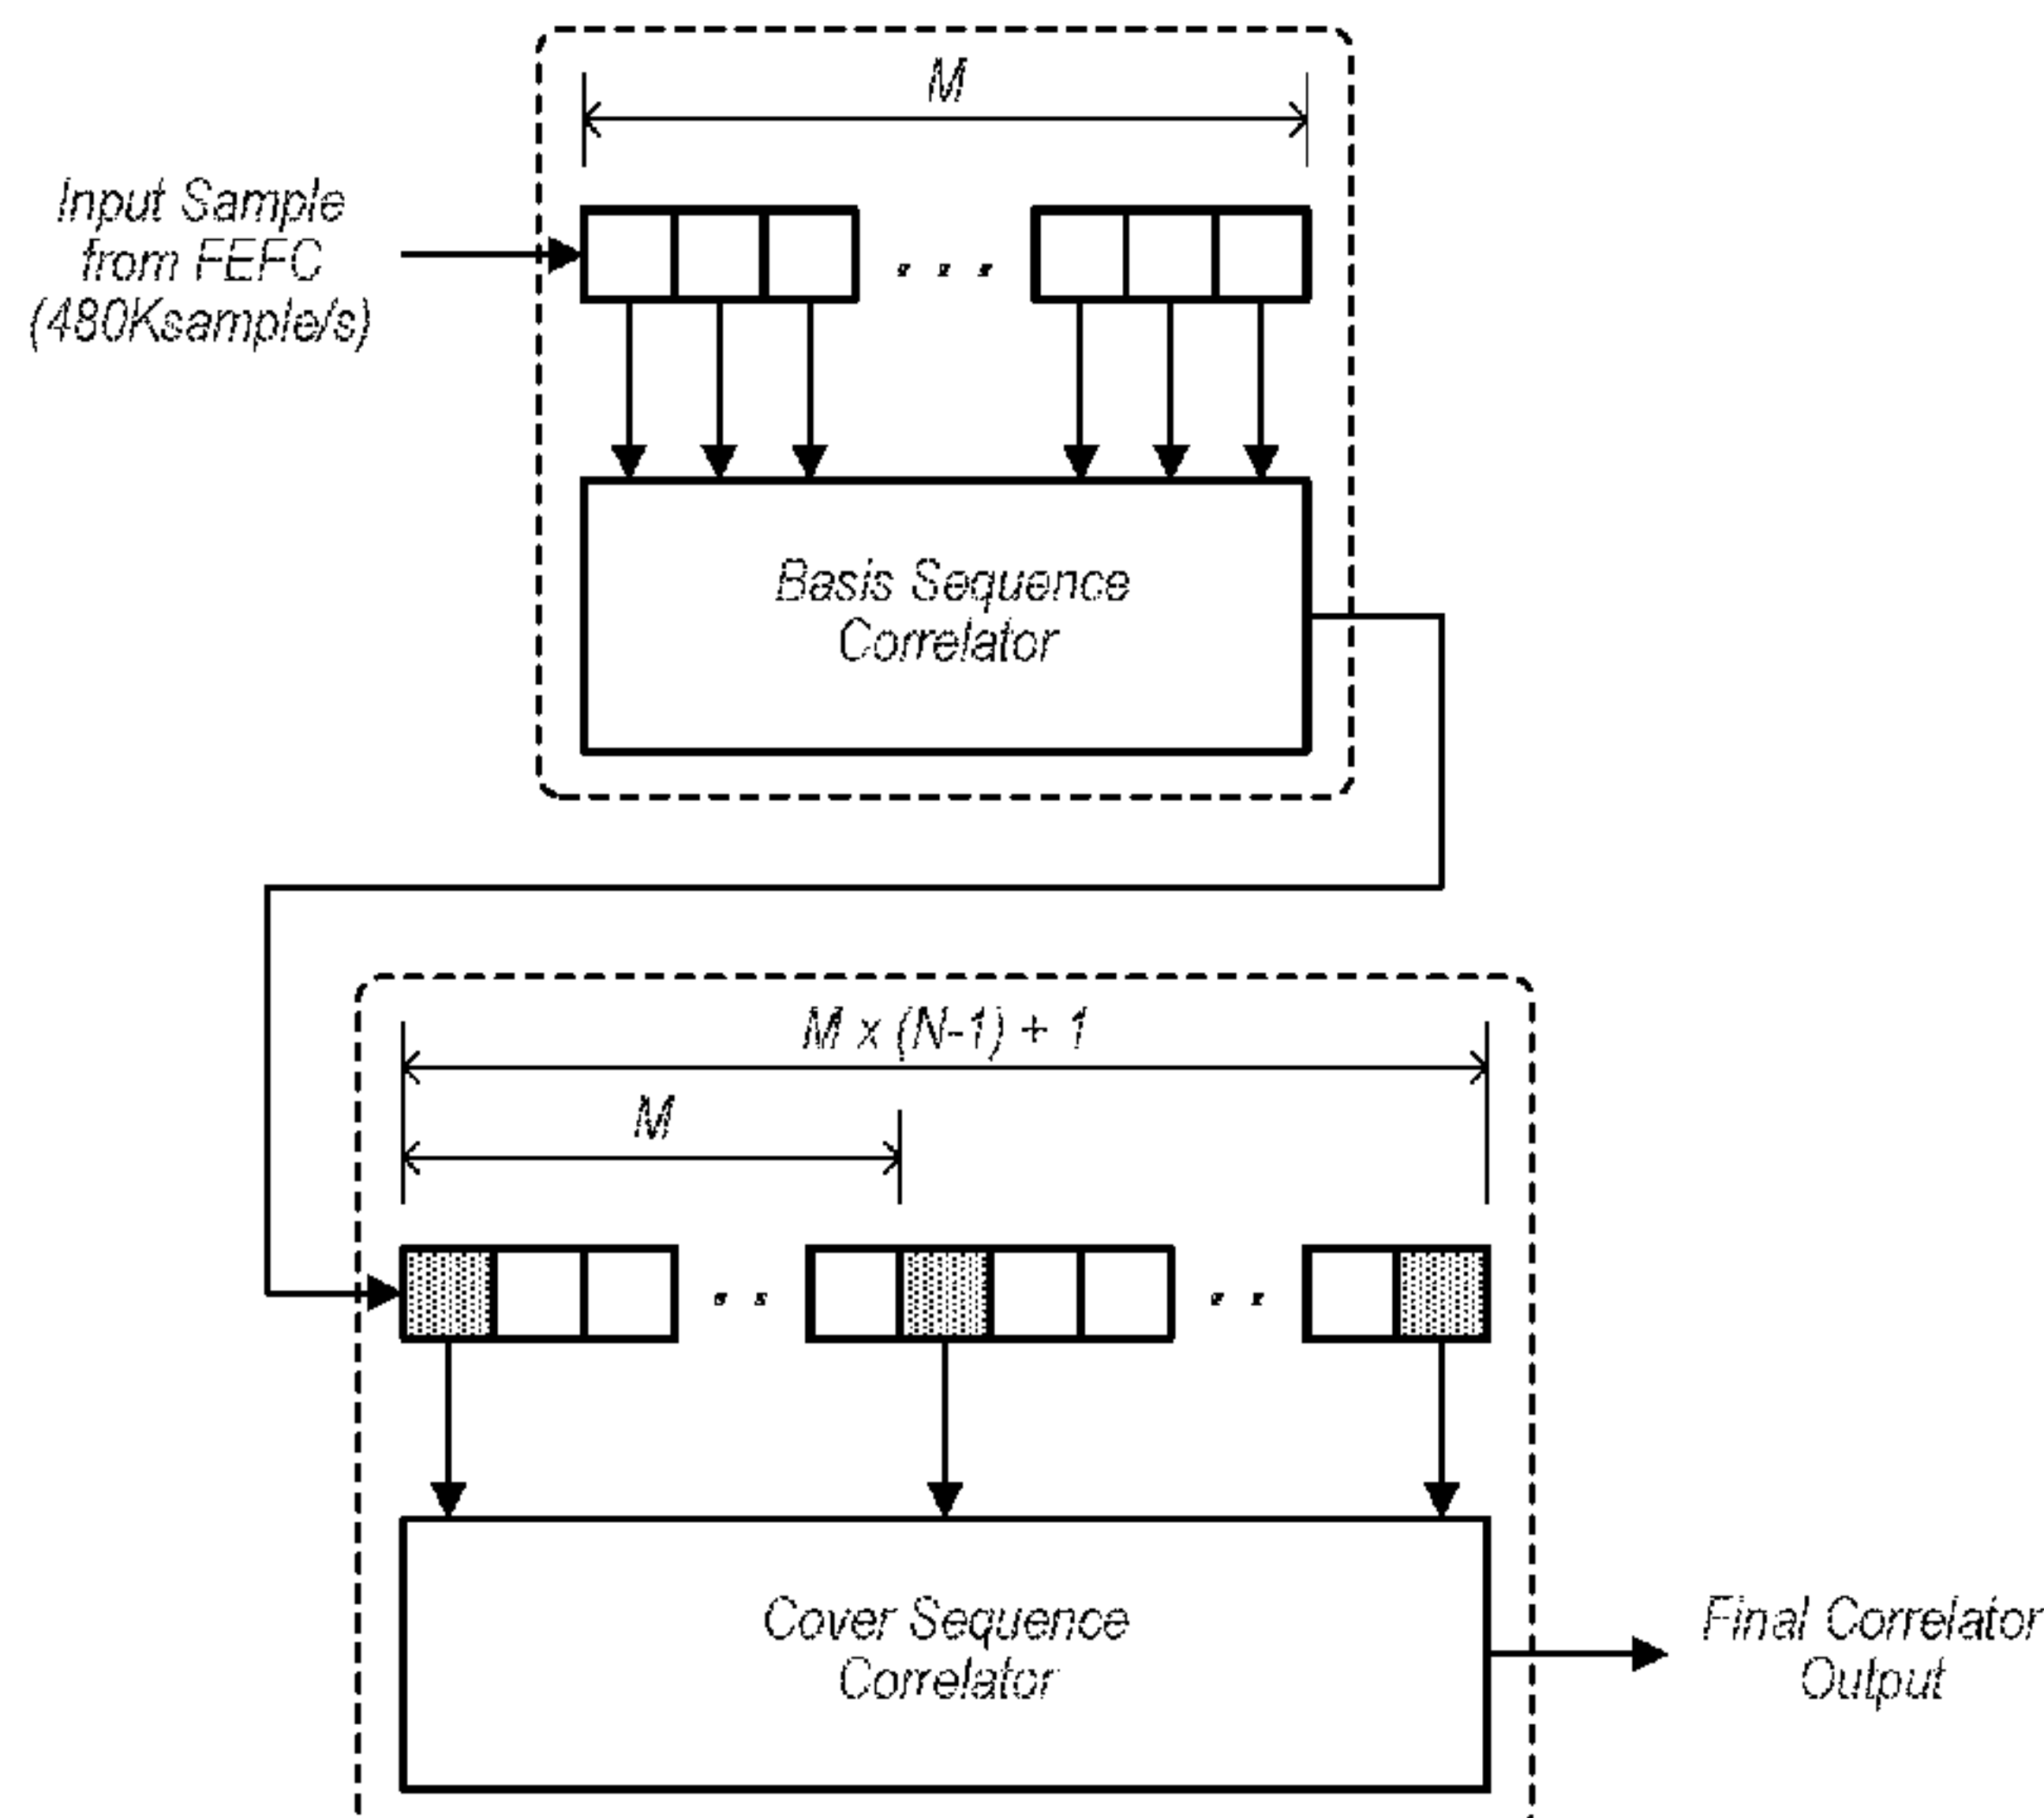 M
Input Sample
from FEFC
(480Ksample/s)
Basis Sequence
Correlator
M x (N-1) + 1
M
Cover Sequence
Correlator
Final Correlator
Output